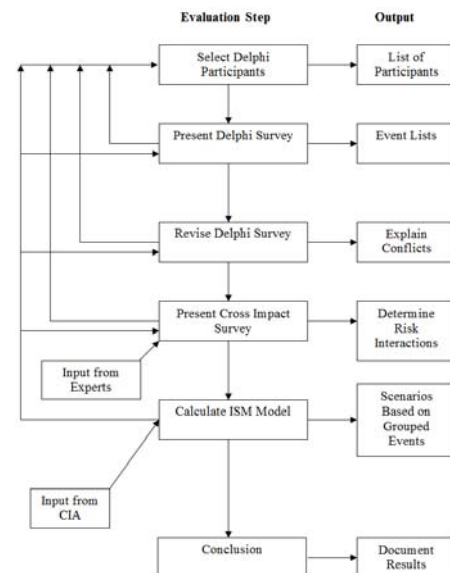 Evaluation Step
Output
Select Delphi
Participants
List of
Participants
Present Delphi Survey
Event Lists
Revise Delphi Survey
Explain
Conflicts
Present Cross Impact
Survey
Determine
Risk
Interactions
Input from
Experts
Calculate ISM Model
Scenarios
Based on
Grouped
Events
Input from
CIA
Conclusion
Document
Results